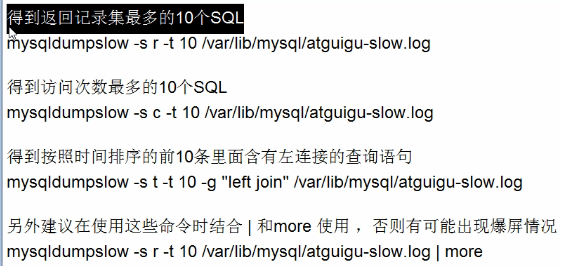 得到返回记录集最多的10个SQL
mysqldumpslow -s r -t 10 /var/lib/mysql/atguigu-slow.log
得到访问次数最多的10个SQL
mysqldumpslow -s c -t 10 /var/lib/mysql/atguigu-slow.log
得到按照时间排序的前10条里面含有左连接的查询语句
mysqldumpslow -s t -t 10 -g "left join" /var/lib/mysql/atguigu-slow.log
另外建议在使用这些命令时结合 | 和more 使用 ，否则有可能出现爆屏情况
mysqldumpslow -s r -t 10 /var/lib/mysql/atguigu-slow.log | more